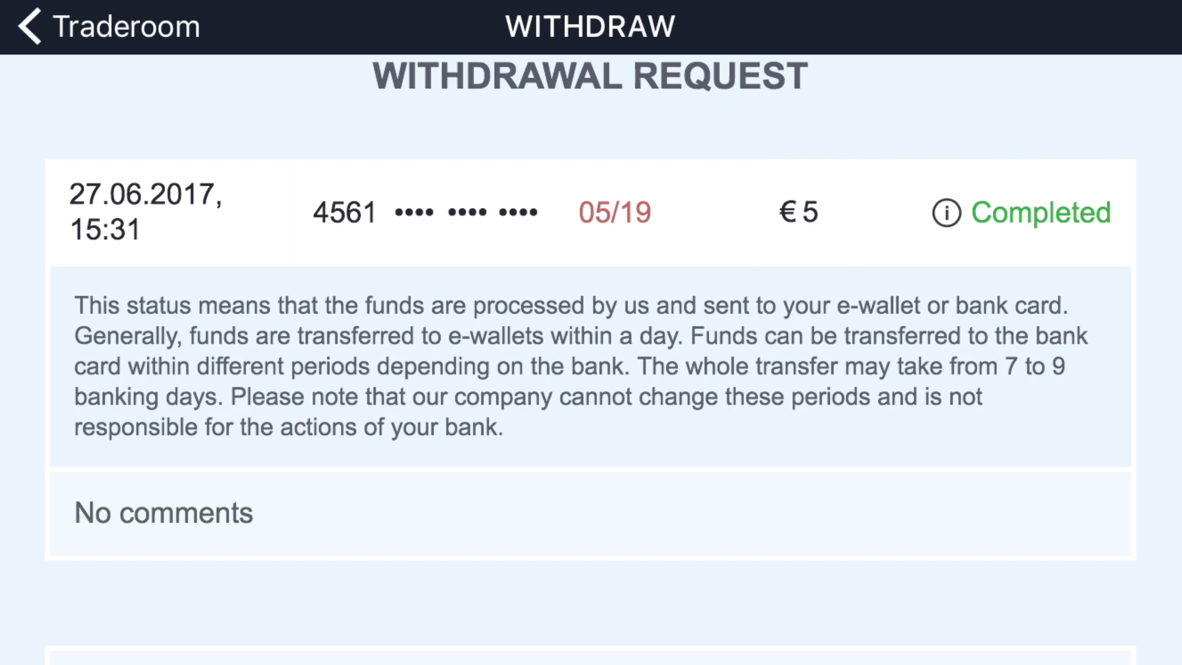 Traderoom
WITHDRAW
WITHDRAWAL REQUEST
27.06.2017,
15:31
4561 •••• •••• •••• 05/19
€ 5
Completed
This status means that the funds are processed by us and sent to your e-wallet or bank card.
Generally, funds are transferred to e-wallets within a day. Funds can be transferred to the bank
card within different periods depending on the bank. The whole transfer may take from 7 to 9
banking days. Please note that our company cannot change these periods and is not
responsible for the actions of your bank.
No comments